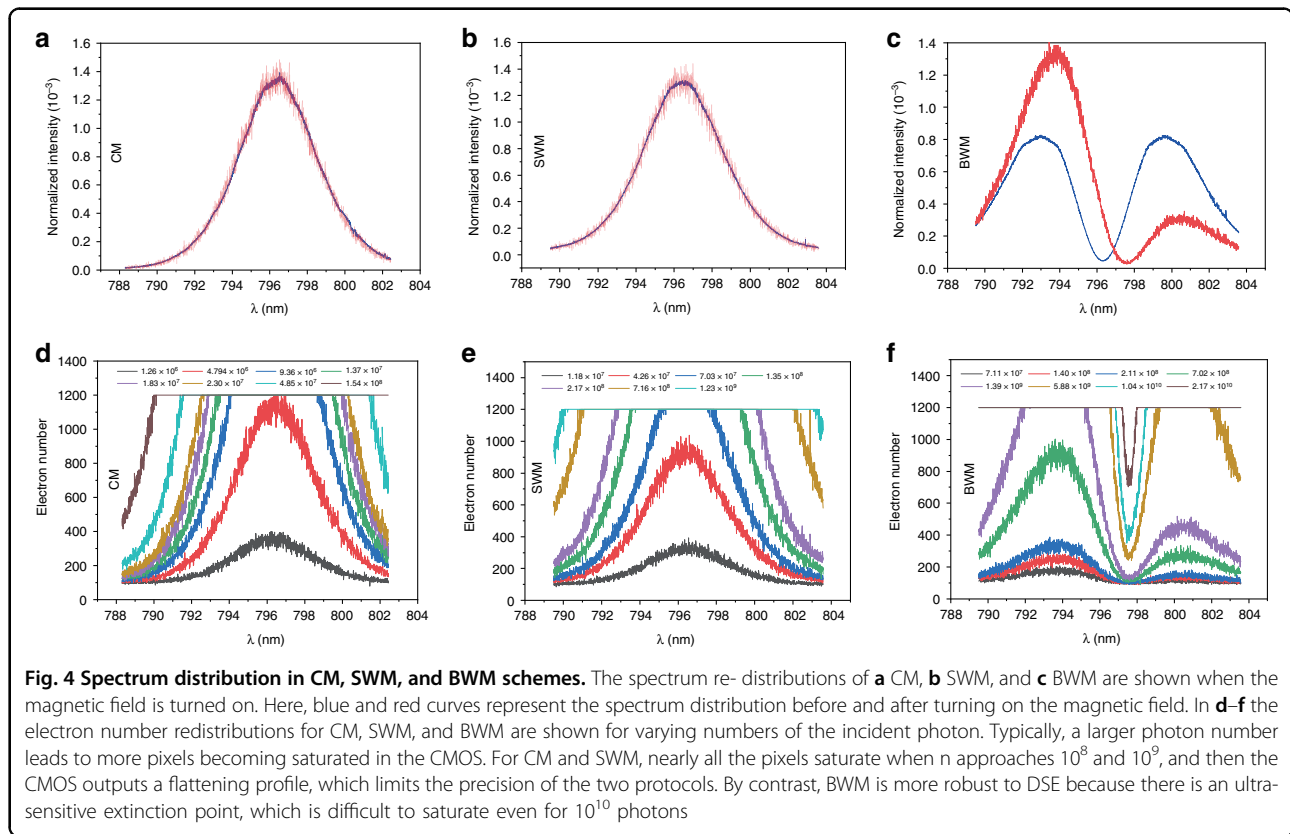 a
1.6
1.4
1.2
1.0
0.8
0.6
0.4
0.2
0.0
Normalized intensity (10⁻³)
CM
788 790 792 794 796 798 800 802 804
λ (nm)
b
1.6
1.4
1.2
1.0
0.8
0.6
0.4
0.2
0.0
Normalized intensity (10⁻³)
SWM
788 790 792 794 796 798 800 802 804
λ (nm)
c
1.4
1.2
1.0
0.8
0.6
0.4
0.2
0.0
Normalized intensity (10⁻³)
BWM
788 790 792 794 796 798 800 802 804
λ (nm)
d
1400
1200
1000
800
600
400
200
0
Electron number
CM
1.26 × 10⁶ 4.794 × 10⁶ 9.36 × 10⁶ 1.37 × 10⁷
1.83 × 10⁷ 2.30 × 10⁷ 4.85 × 10⁷ 1.54 × 10⁸
788 790 792 794 796 798 800 802 804
λ (nm)
e
1400
1200
1000
800
600
400
200
0
Electron number
SWM
1.18 × 10⁷ 4.26 × 10⁷ 7.03 × 10⁷ 1.35 × 10⁸
2.17 × 10⁸ 7.16 × 10⁸ 1.23 × 10⁹
788 790 792 794 796 798 800 802 804
λ (nm)
f
1400
1200
1000
800
600
400
200
0
Electron number
BWM
7.11 × 10⁷ 1.40 × 10⁸ 2.11 × 10⁸ 7.02 × 10⁸
1.39 × 10⁹ 5.88 × 10⁹ 1.04 × 10¹⁰ 2.17 × 10¹⁰
788 790 792 794 796 798 800 802 804
λ (nm)
Fig. 4 Spectrum distribution in CM, SWM, and BWM schemes. The spectrum re- distributions of a CM, b SWM, and c BWM are shown when the
magnetic field is turned on. Here, blue and red curves represent the spectrum distribution before and after turning on the magnetic field. In d–f the
electron number redistributions for CM, SWM, and BWM are shown for varying numbers of the incident photon. Typically, a larger photon number
leads to more pixels becoming saturated in the CMOS. For CM and SWM, nearly all the pixels saturate when n approaches 10⁸ and 10⁹, and then the
CMOS outputs a flattening profile, which limits the precision of the two protocols. By contrast, BWM is more robust to DSE because there is an ultra-
sensitive extinction point, which is difficult to saturate even for 10¹⁰ photons